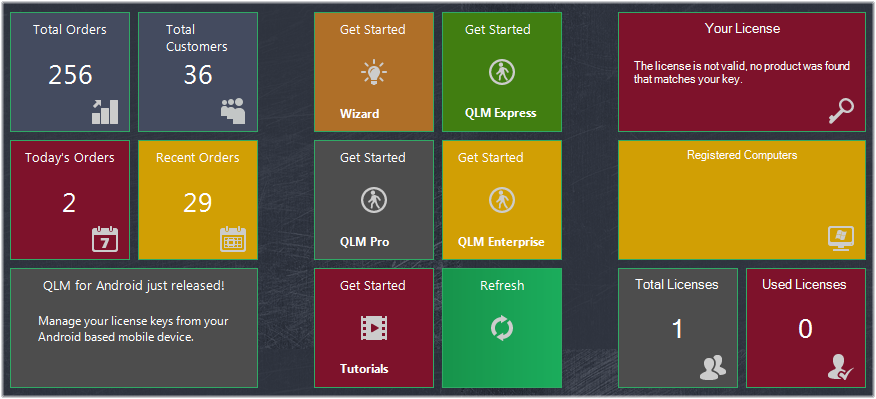 Total Orders
256
Total
Customers
36
Today's Orders
2
7
Recent Orders
29
QLM for Android just released!
Manage your license keys from your
Android based mobile device.
Get Started
Wizard
Get Started
QLM Express
Get Started
QLM Pro
Get Started
QLM Enterprise
Get Started
Tutorials
Refresh
Your License
The license is not valid, no product was found
that matches your key.
Registered Computers
Total Licenses
1
Used Licenses
0